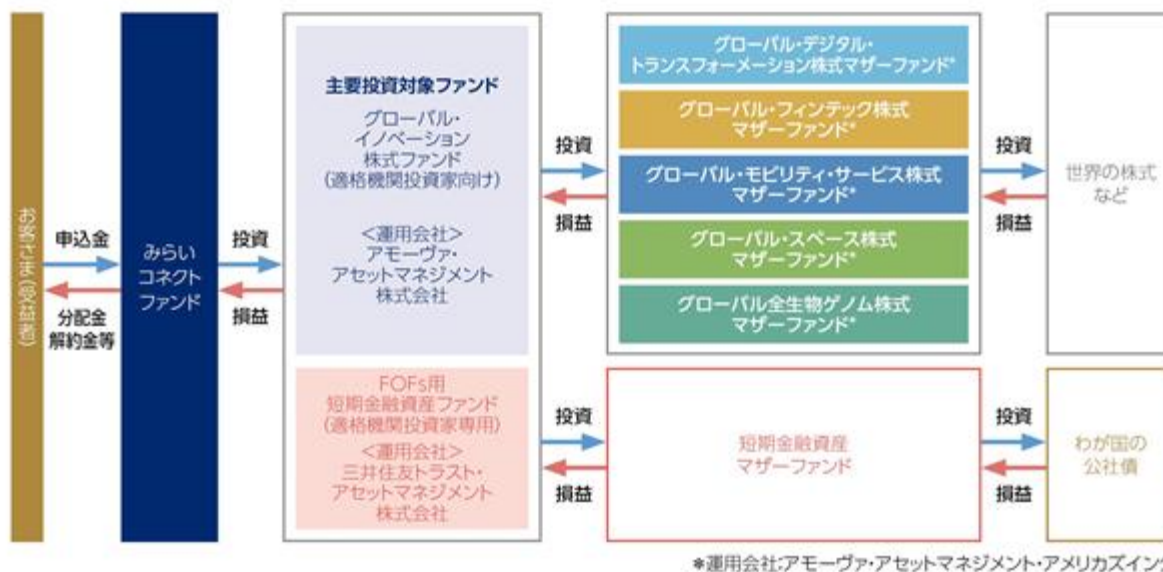 お客さま(受益者)
申込金
分配金
解約金等
みらい
コネクト
ファンド
投資
損益
主要投資対象ファンド
グローバル・
イノベーション
株式ファンド
(適格機関投資家向け)
<運用会社>
アモーヴァ・
アセットマネジメント
株式会社
投資
損益
グローバル・デジタル・
トランスフォーメーション株式マザーファンド*
グローバル・フィンテック株式
マザーファンド*
グローバル・モビリティ・サービス株式
マザーファンド*
グローバル・スペース株式
マザーファンド*
グローバル全生物ゲノム株式
マザーファンド*
投資
損益
世界の株式
など
FOFs用
短期金融資産ファンド
(適格機関投資家専用)
<運用会社>
三井住友トラスト・
アセットマネジメント
株式会社
投資
損益
短期金融資産
マザーファンド
投資
損益
わが国の
公社債
*運用会社:アモーヴァ・アセットマネジメント・アメリカズイン